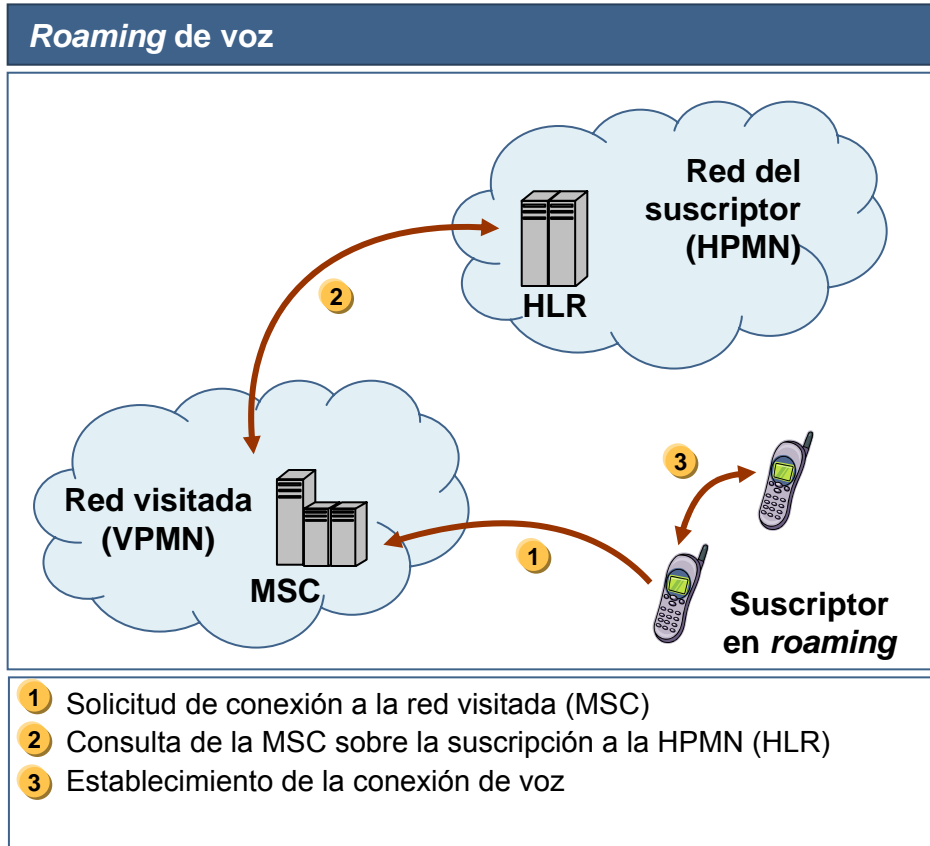 Roaming de voz
Red del
suscriptor
(HPMN)
HLR
2
Red visitada
(VPMN)
MSC
1
3
Suscriptor
en roaming
1 Solicitud de conexión a la red visitada (MSC)
2 Consulta de la MSC sobre la suscripción a la HPMN (HLR)
3 Establecimiento de la conexión de voz